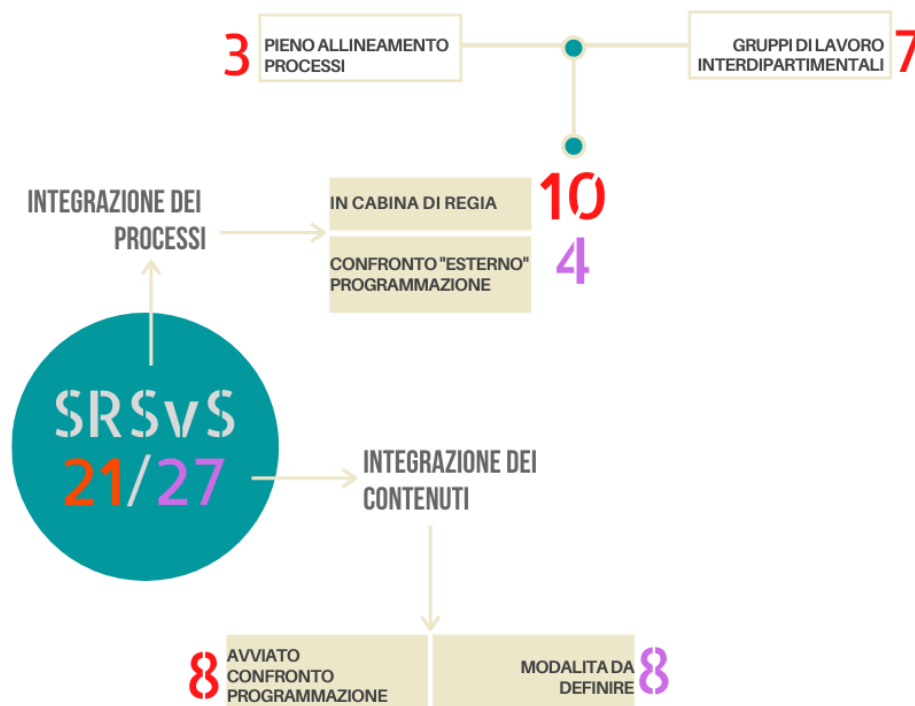 3
PIENO ALLINEAMENTO
PROCESSI
GRUPPI DI LAVORO
INTERDIPARTIMENTALI
7
INTEGRAZIONE DEI
PROCESSI
IN CABINA DI REGIA
10
CONFRONTO "ESTERNO"
PROGRAMMAZIONE
4
SRSvS
21/27
INTEGRAZIONE DEI
CONTENUTI
8
AVVIATO
CONFRONTO
PROGRAMMAZIONE
MODALITA DA
DEFINIRE
8